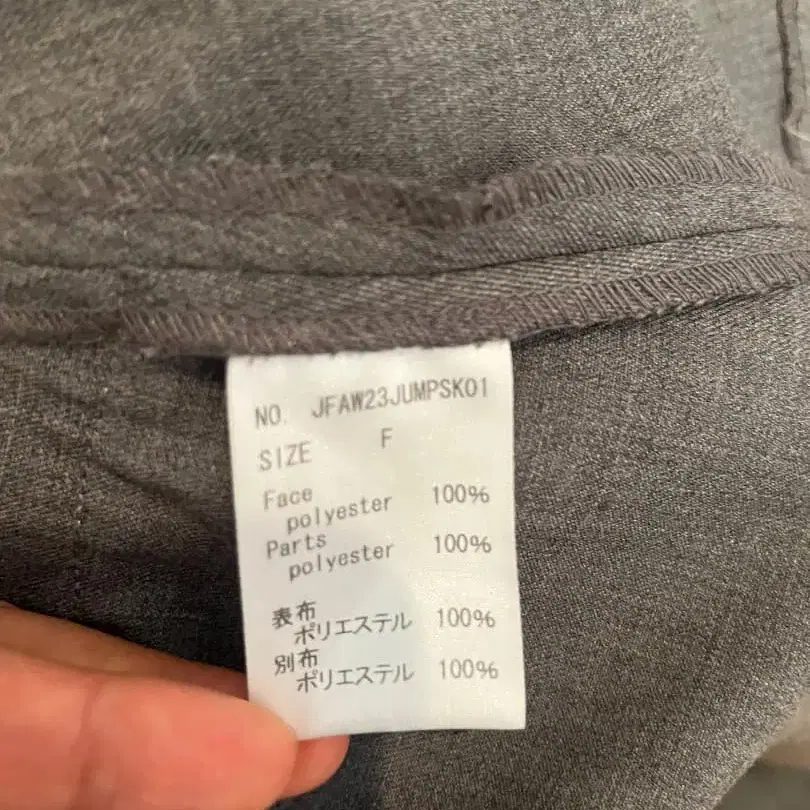 NO. JFAW23JUMPSK01
SIZE F
Face
polyester 100%
Parts
polyester 100%
表布
ポリエステル 100%
別布
ポリエステル 100%